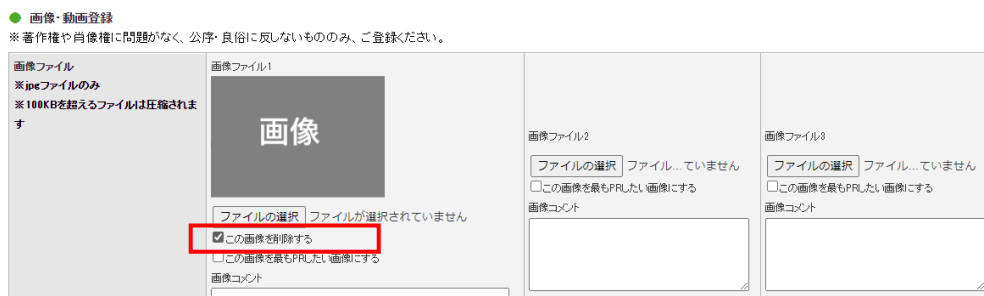 ● 画像・動画登録
※著作権や肖像権に問題がなく、公序・良俗に反しないもののみ、ご登録ください。
画像ファイル
※jpgファイルのみ
※100KBを超えるファイルは圧縮されま
す
画像ファイル1
画像
ファイルの選択 ファイルが選択されていません
この画像を削除する
この画像を最もPRしたい画像にする
画像コメント
画像ファイル2
ファイルの選択 ファイル...ていません
この画像を最もPRしたい画像にする
画像コメント
画像ファイル3
ファイルの選択 ファイル...ていません
この画像を最もPRしたい画像にする
画像コメント